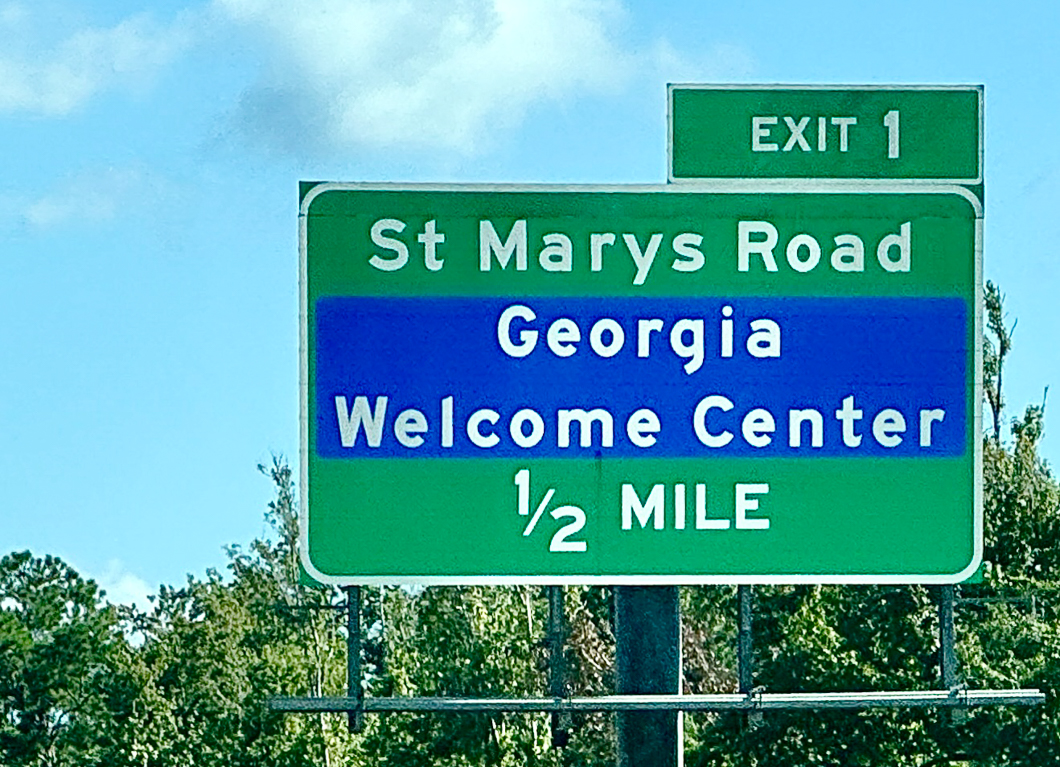 EXIT 1
St Marys Road
Georgia
Welcome Center
1/2 MILE